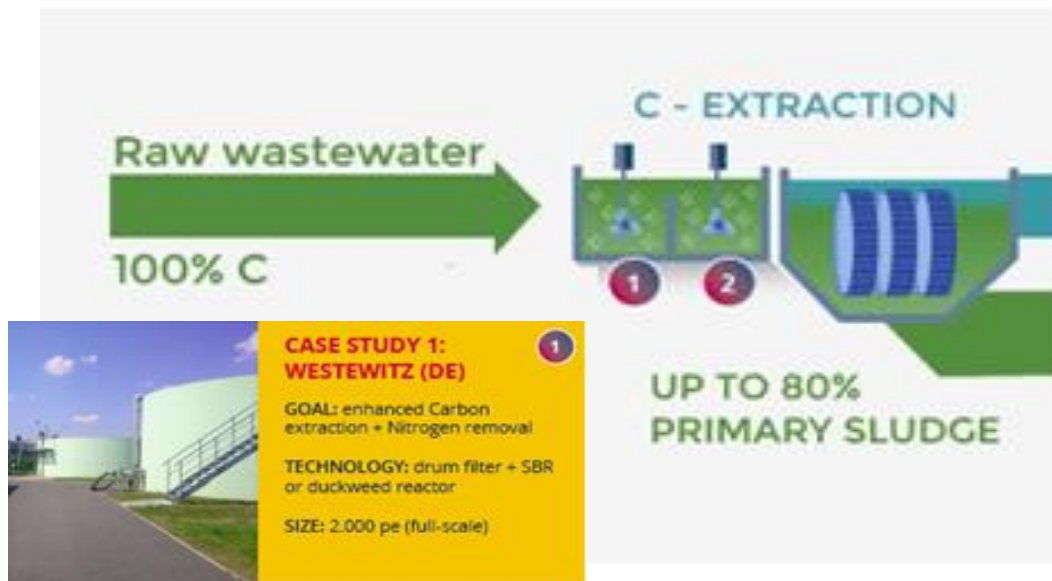 C - EXTRACTION
Raw wastewater
100% C
1
2
UP TO 80%
PRIMARY SLUDGE
CASE STUDY 1:
WESTEWITZ (DE)
1
GOAL: enhanced Carbon
extraction + Nitrogen removal
TECHNOLOGY: drum filter + SBR
or duckweed reactor
SIZE: 2.000 pe (full-scale)